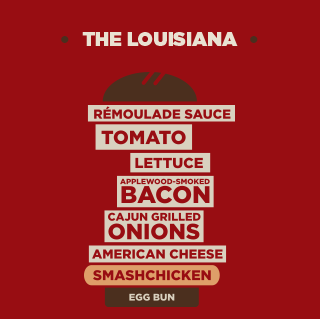 THE LOUISIANA
RÉMOULADE SAUCE
TOMATO
LETTUCE
APPLEWOOD-SMOKED
BACON
CAJUN GRILLED
ONIONS
AMERICAN CHEESE
SMASHCHICKEN
EGG BUN